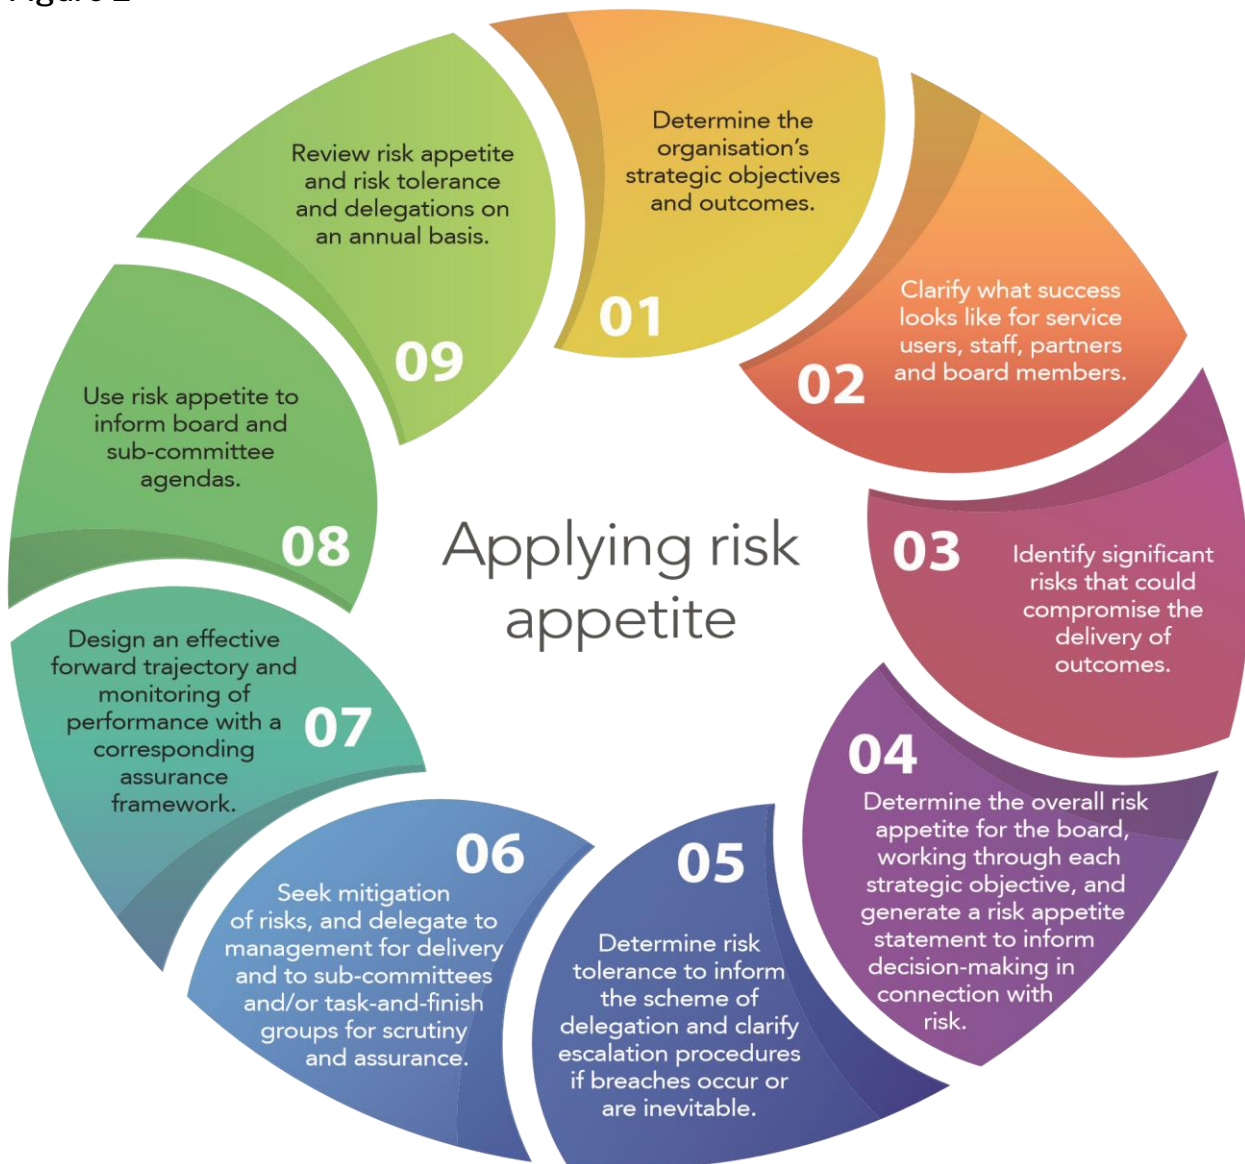 Figure 2
Determine the
organisation's
strategic objectives
and outcomes.
01
Clarify what success
looks like for service
users, staff, partners
and board members.
02
03
Identify significant
risks that could
compromise the
delivery of
outcomes.
04
Determine the overall risk
appetite for the board,
working through each
strategic objective, and
generate a risk appetite
statement to inform
decision-making in
connection with
risk.
05
Determine risk
tolerance to inform
the scheme of
delegation and clarify
escalation procedures
if breaches occur or
are inevitable.
06
Seek mitigation
of risks, and delegate to
management for delivery
and to sub-committees
and/or task-and-finish
groups for scrutiny
and assurance.
Design an effective
forward trajectory and
monitoring of
performance with a
corresponding
assurance
framework.
07
Use risk appetite to
inform board and
sub-committee
agendas.
08
Review risk appetite
and risk tolerance
and delegations on
an annual basis.
09
Applying risk
appetite